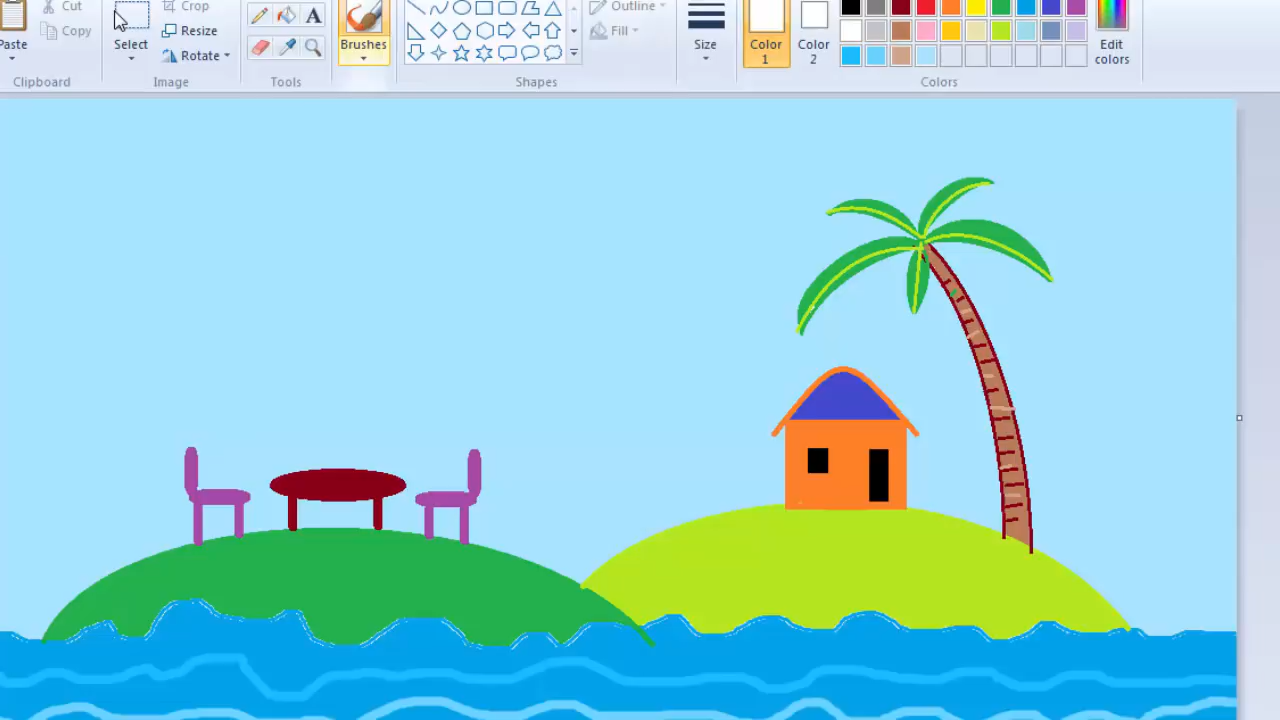 Cut
Crop
Outline
Copy
Resize
Fill
Paste
Select
Rotate
A
Brushes
Size
Color 1
Color 2
Edit colors
Clipboard
Image
Tools
Shapes
Colors